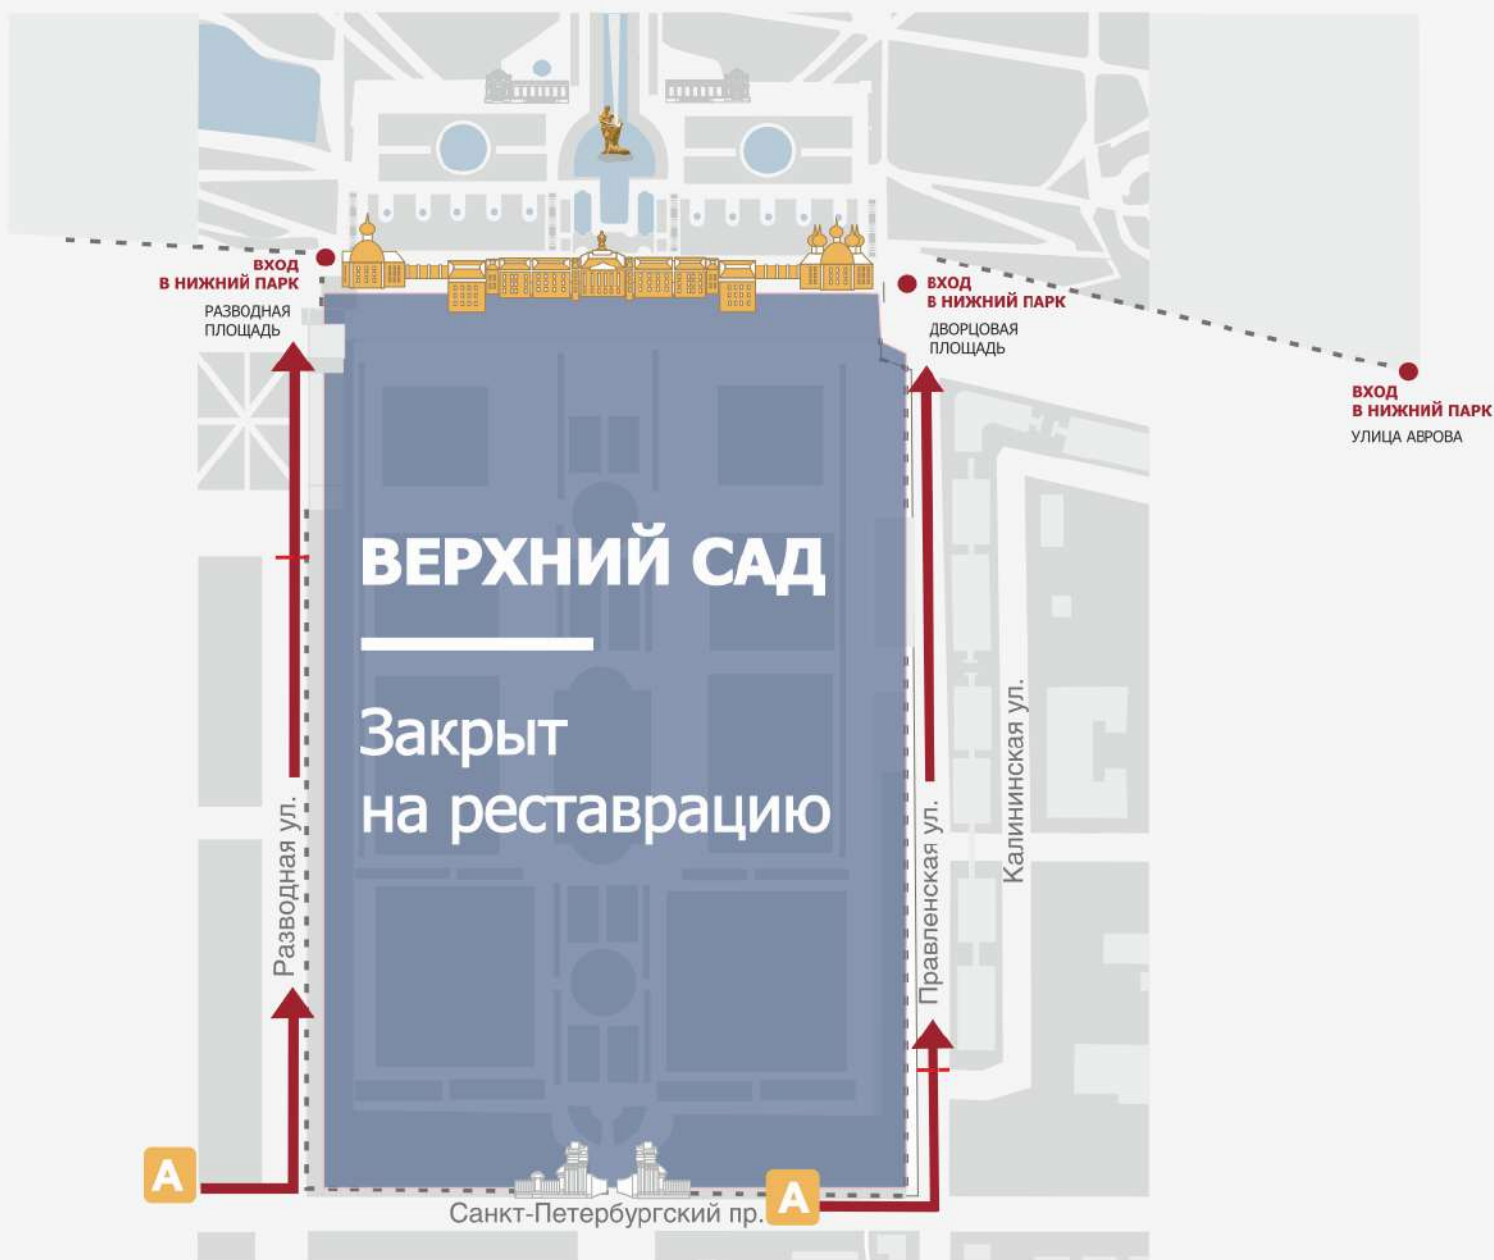 ВХОД
В НИЖНИЙ ПАРК
РАЗВОДНАЯ
ПЛОЩАДЬ
ВХОД
В НИЖНИЙ ПАРК
ДВОРЦОВАЯ
ПЛОЩАДЬ
ВХОД
В НИЖНИЙ ПАРК
УЛИЦА АВРОВА
ВЕРХНИЙ САД
Закрыт
на реставрацию
Разводная ул.
Правленская ул.
Калининская ул.
А
Санкт-Петербургский пр.
А